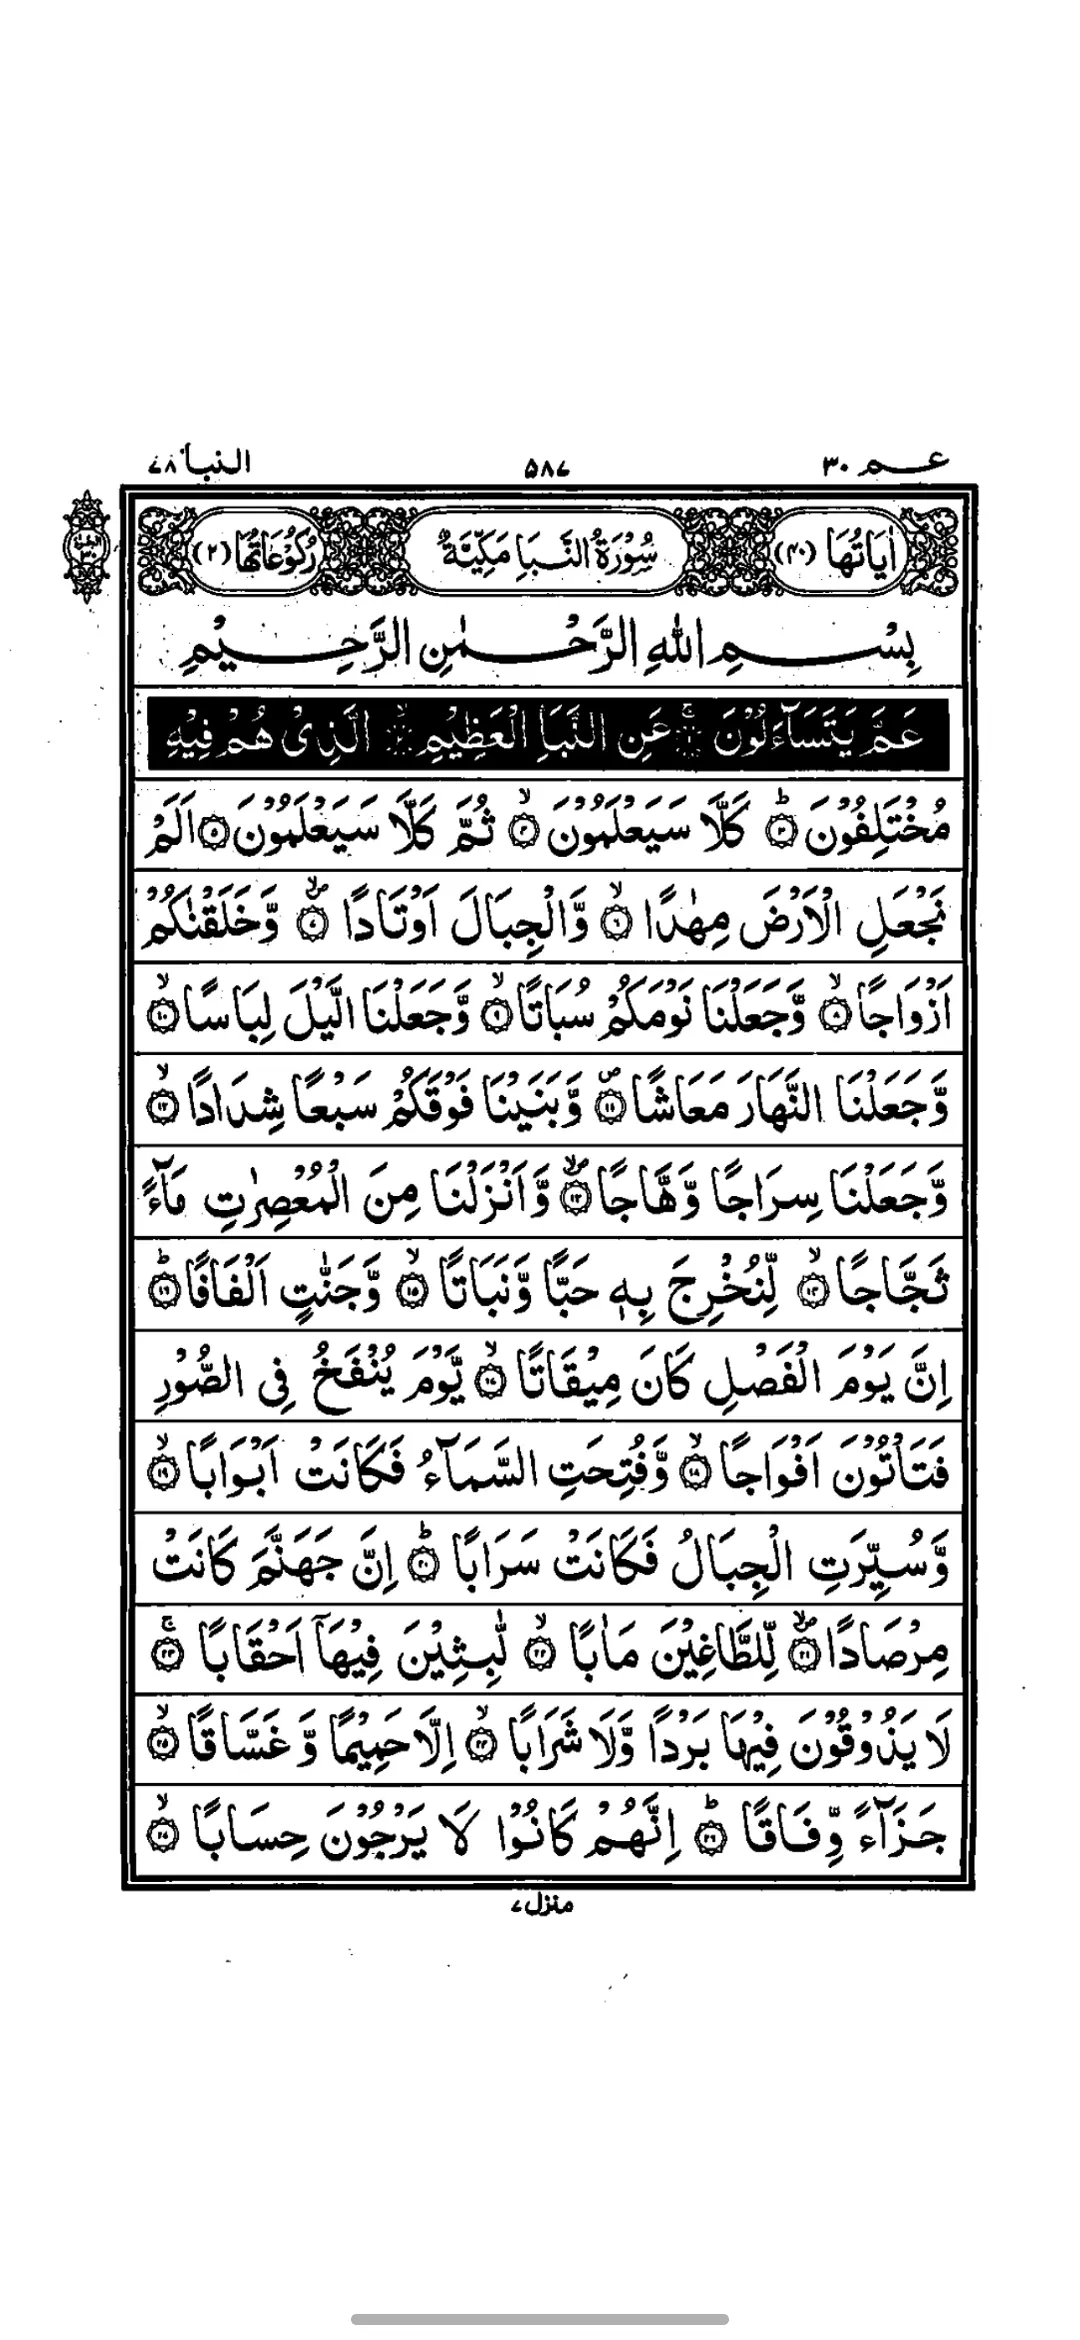 عـــم ٣٠
٥٨٧
النبا ٧٨
اٰيَاتُهَا (٤٠)
سُوْرَةُ النَّبَاِ مَكِّيَّةٌ
رُكُوْعَاتُهَا (٢)
بِسْمِ اللّٰهِ الرَّحْمٰنِ الرَّحِيْمِ
عَمَّ يَتَسَآءَلُوْنَ ۚ ١ عَنِ النَّبَاِ الْعَظِيْمِ ۙ ٢ الَّذِىْ هُمْ فِيْهِ
مُخْتَلِفُوْنَ ؕ ٣ كَلَّا سَيَعْلَمُوْنَ ۙ ٤ ثُمَّ كَلَّا سَيَعْلَمُوْنَ ٥ اَلَمْ
نَجْعَلِ الْاَرْضَ مِهٰدًا ۙ ٦ وَّالْجِبَالَ اَوْتَادًا ۪ۙ ٧ وَّخَلَقْنٰكُمْ
اَزْوَاجًا ۙ ٨ وَّجَعَلْنَا نَوْمَكُمْ سُبَاتًا ۙ ٩ وَّجَعَلْنَا الَّيْلَ لِبَاسًا ۙ ١٠
وَّجَعَلْنَا النَّهَارَ مَعَاشًا ۪ ١١ وَّبَنَيْنَا فَوْقَكُمْ سَبْعًا شِدَادًا ۙ ١٢
وَّجَعَلْنَا سِرَاجًا وَّهَّاجًا ۪ۙ ١٣ وَّاَنْزَلْنَا مِنَ الْمُعْصِرٰتِ مَآءً
ثَجَّاجًا ۙ ١٤ لِّنُخْرِجَ بِهٖ حَبًّا وَّنَبَاتًا ۙ ١٥ وَّجَنّٰتٍ اَلْفَافًا ؕ ١٦
اِنَّ يَوْمَ الْفَصْلِ كَانَ مِيْقَاتًا ۙ ١٧ يَّوْمَ يُنْفَخُ فِى الصُّوْرِ
فَتَاْتُوْنَ اَفْوَاجًا ۙ ١٨ وَّفُتِحَتِ السَّمَآءُ فَكَانَتْ اَبْوَابًا ۙ ١٩
وَّسُيِّرَتِ الْجِبَالُ فَكَانَتْ سَرَابًا ؕ ٢٠ اِنَّ جَهَنَّمَ كَانَتْ
مِرْصَادًا ۪ۙ ٢١ لِّلطَّاغِيْنَ مَاٰبًا ۙ ٢٢ لّٰبِثِيْنَ فِيْهَاۤ اَحْقَابًا ۚ ٢٣
لَا يَذُوْقُوْنَ فِيْهَا بَرْدًا وَّلَا شَرَابًا ۙ ٢٤ اِلَّا حَمِيْمًا وَّغَسَّاقًا ۙ ٢٥
جَزَآءً وِّفَاقًا ؕ ٢٦ اِنَّهُمْ كَانُوْا لَا يَرْجُوْنَ حِسَابًا ۙ ٢٧
منزل ٧